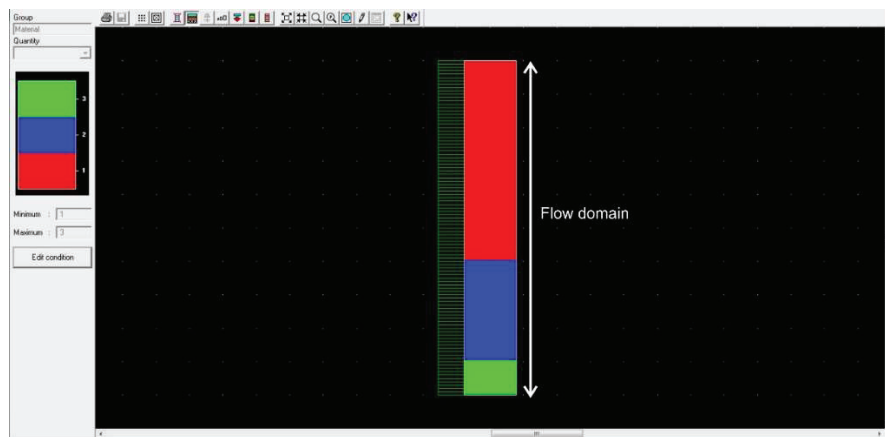 Group
Material
Quantity
3
2
1
Minimum : 1
Maximum : 3
Edit condition
Flow domain